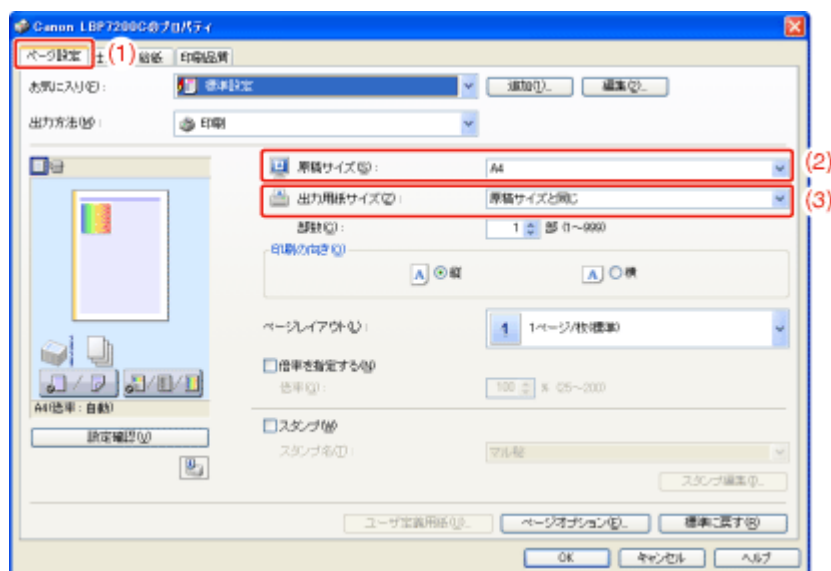 Canon LBP7200Cのプロパティ
ページ設定 (1) 給紙 印刷品質
お気に入り(F): 標準設定 追加(1)... 編集(2)...
出力方法(M): 印刷
原稿サイズ(S): A4 (2)
出力用紙サイズ(Z): 原稿サイズと同じ (3)
部数(C): 1 部 (1～999)
印刷の向き(O)
A 縦 A 横
ページレイアウト(L): 1 1ページ/枚(標準)
倍率を指定する(N)
倍率(G): 100 % (25～200)
A4(倍率:自動)
スタンプ(W)
設定確認(V)
スタンプ名(T): マル秘
スタンプ編集
ユーザ定義用紙(U)... ページオプション(E)... 標準に戻す(R)
OK キャンセル ヘルプ